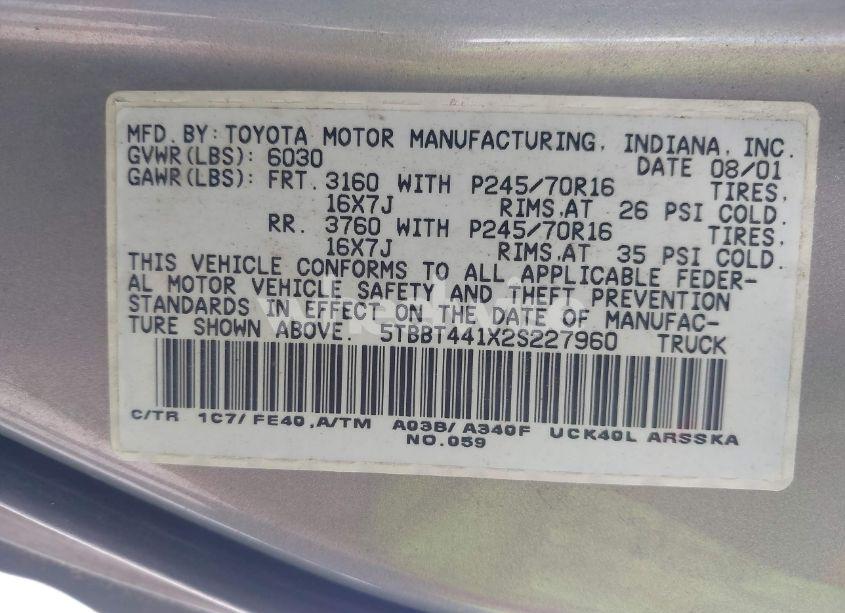 MFD. BY: TOYOTA MOTOR MANUFACTURING, INDIANA, INC.
GVWR(LBS): 6030 DATE 08/01
GAWR(LBS): FRT. 3160 WITH P245/70R16 TIRES,
16X7J RIMS,AT 26 PSI COLD.
RR. 3760 WITH P245/70R16 TIRES,
16X7J RIMS,AT 35 PSI COLD.
THIS VEHICLE CONFORMS TO ALL APPLICABLE FEDER-
AL MOTOR VEHICLE SAFETY AND THEFT PREVENTION
STANDARDS IN EFFECT ON THE DATE OF MANUFAC-
TURE SHOWN ABOVE. 5TBBT441X2S227960 TRUCK
C/TR 1C7/ FE40 ,A/TM A03B/ A340F UCK40L ARSSKA
NO.059